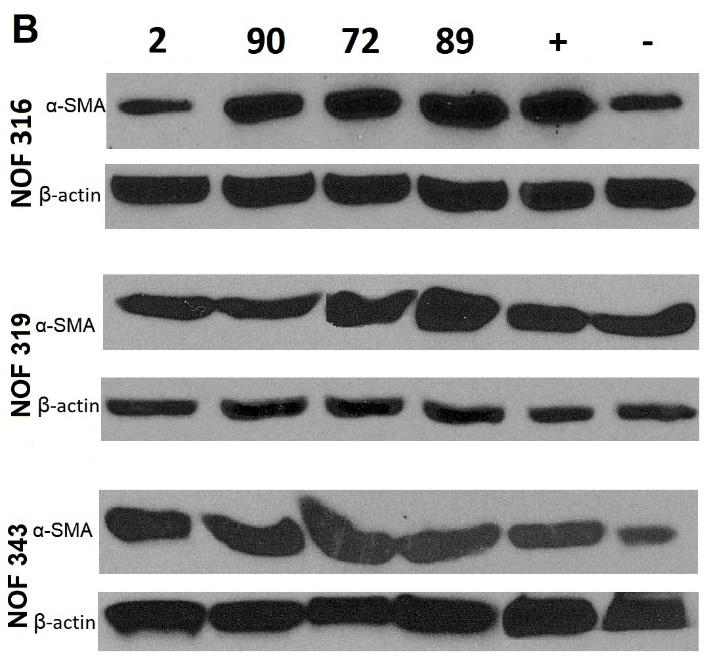 B
2 90 72 89 + -
NOF 316
α-SMA
β-actin
NOF 319
α-SMA
β-actin
NOF 343
α-SMA
β-actin